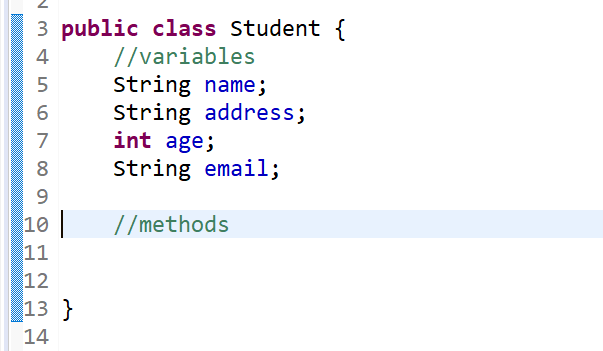 2
3 public class Student {
4     //variables
5     String name;
6     String address;
7     int age;
8     String email;
9
10     //methods
11
12
13 }
14